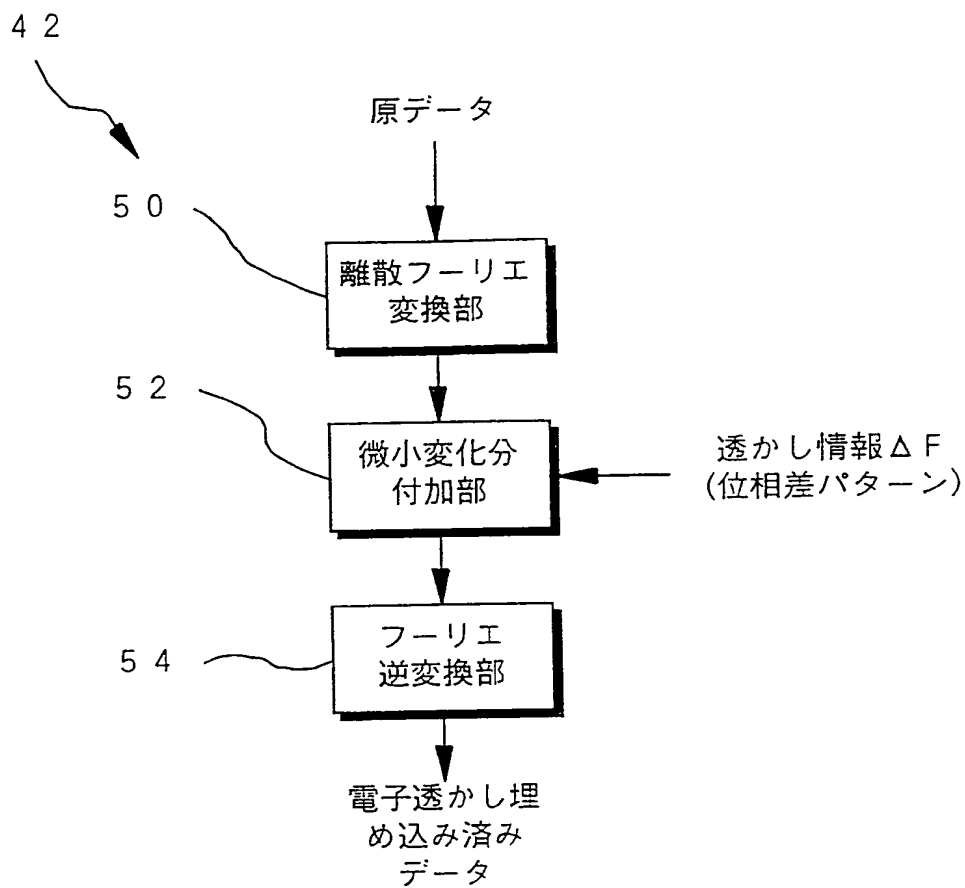 ４２
原データ
５０
離散フーリエ
変換部
５２
微小変化分
付加部
透かし情報ΔＦ
(位相差パターン)
５４
フーリエ
逆変換部
電子透かし埋
め込み済み
データ